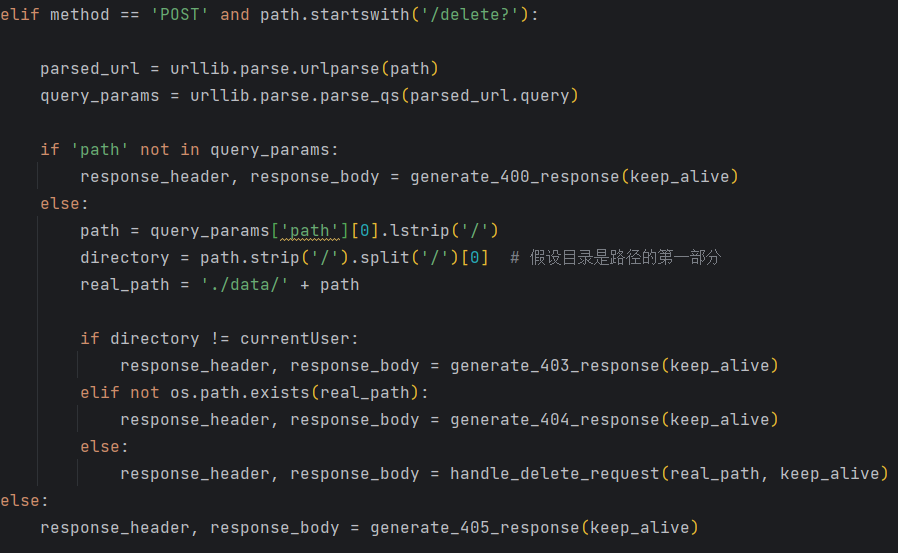 elif method == 'POST' and path.startswith('/delete?'):
parsed_url = urllib.parse.urlparse(path)
query_params = urllib.parse.parse_qs(parsed_url.query)
if 'path' not in query_params:
response_header, response_body = generate_400_response(keep_alive)
else:
path = query_params['path'][0].lstrip('/')
directory = path.strip('/').split('/')[0]  # 假设目录是路径的第一部分
real_path = './data/' + path
if directory != currentUser:
response_header, response_body = generate_403_response(keep_alive)
elif not os.path.exists(real_path):
response_header, response_body = generate_404_response(keep_alive)
else:
response_header, response_body = handle_delete_request(real_path, keep_alive)
else:
response_header, response_body = generate_405_response(keep_alive)